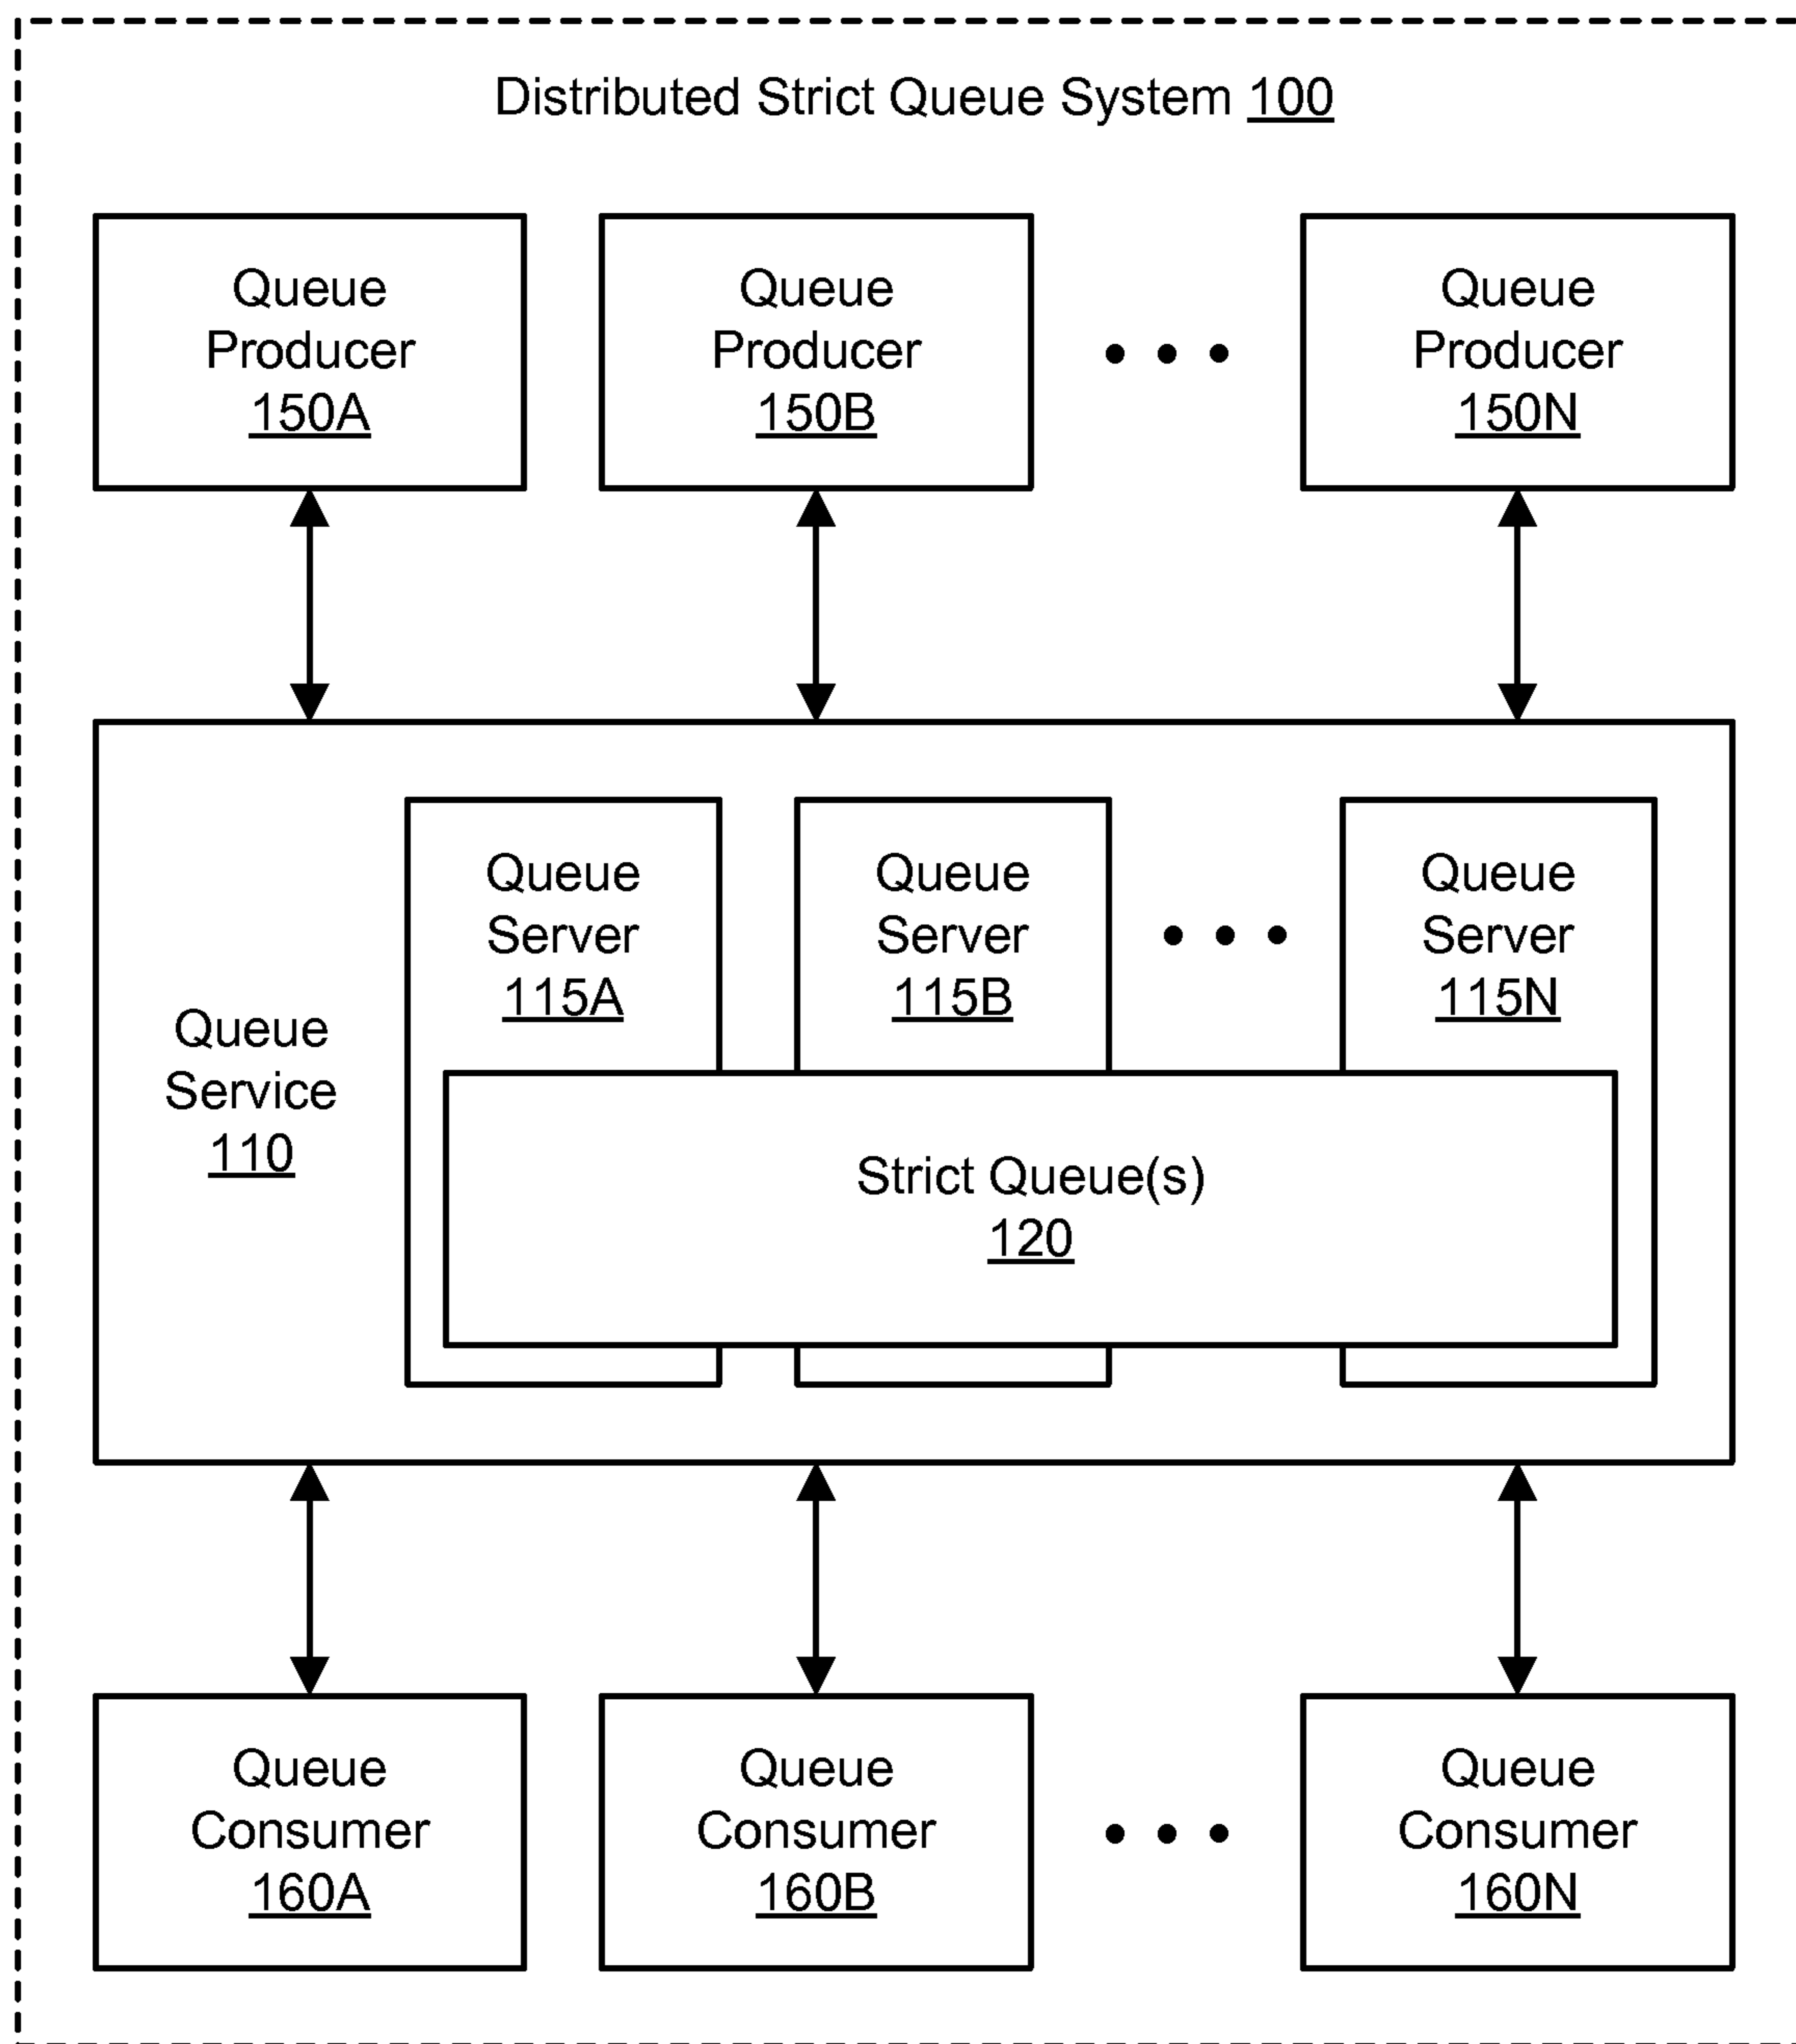 Distributed Strict Queue System 100
Queue
Producer
150A
Queue
Producer
150B
Queue
Producer
150N
Queue
Service
110
Queue
Server
115A
Queue
Server
115B
Queue
Server
115N
Strict Queue(s)
120
Queue
Consumer
160A
Queue
Consumer
160B
Queue
Consumer
160N